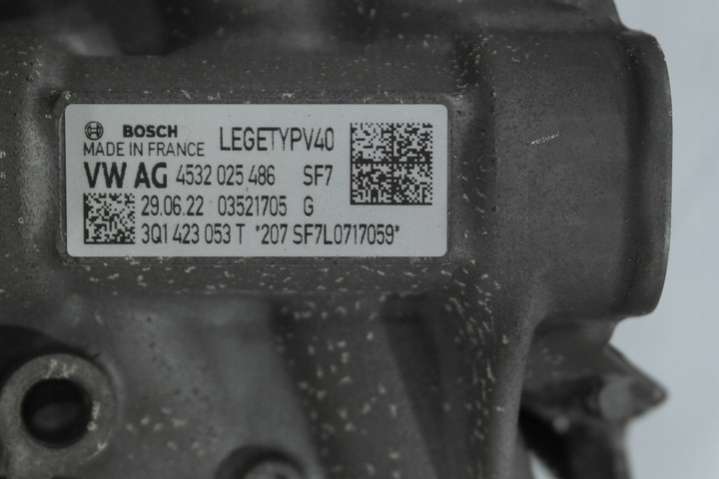 BOSCH LEGETYPV40
MADE IN FRANCE
VW AG 4532 025 486 SF7
29.06.22 03521705 G
3Q1 423 053 T *207 SF7L0717059*